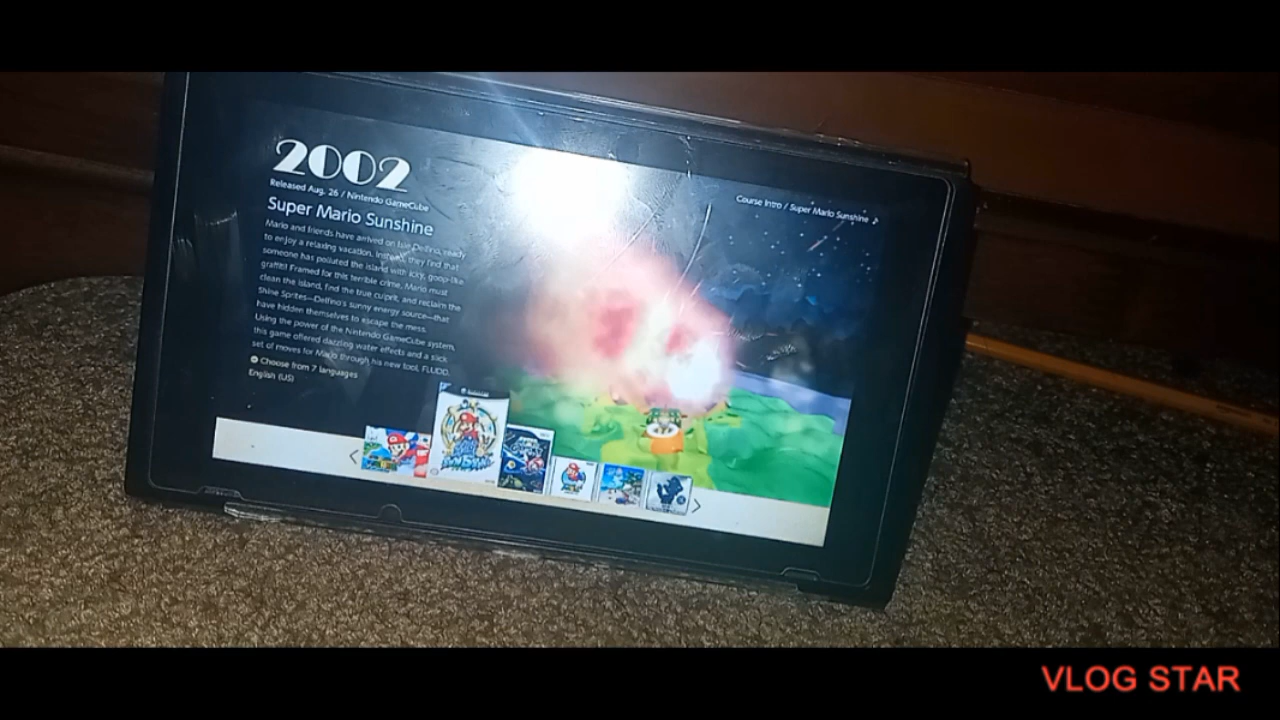 2002
Released Aug. 26 / Nintendo GameCube
Super Mario Sunshine
Mario and friends have arrived on Isle Delfino, ready
to enjoy a relaxing vacation. Instead, they find that
someone has polluted the island with icky, goop-like
graffiti! Framed for this terrible crime, Mario must
clean the island, find the true culprit, and reclaim the
Shine Sprites—Delfino's sunny energy source—that
have hidden themselves to escape the mess.
Using the power of the Nintendo GameCube system,
this game offered dazzling water effects and a slick
set of moves for Mario through his new tool, FLUDD.
Choose from 7 languages
English (US)
Course Intro / Super Mario Sunshine ♪
VLOG STAR